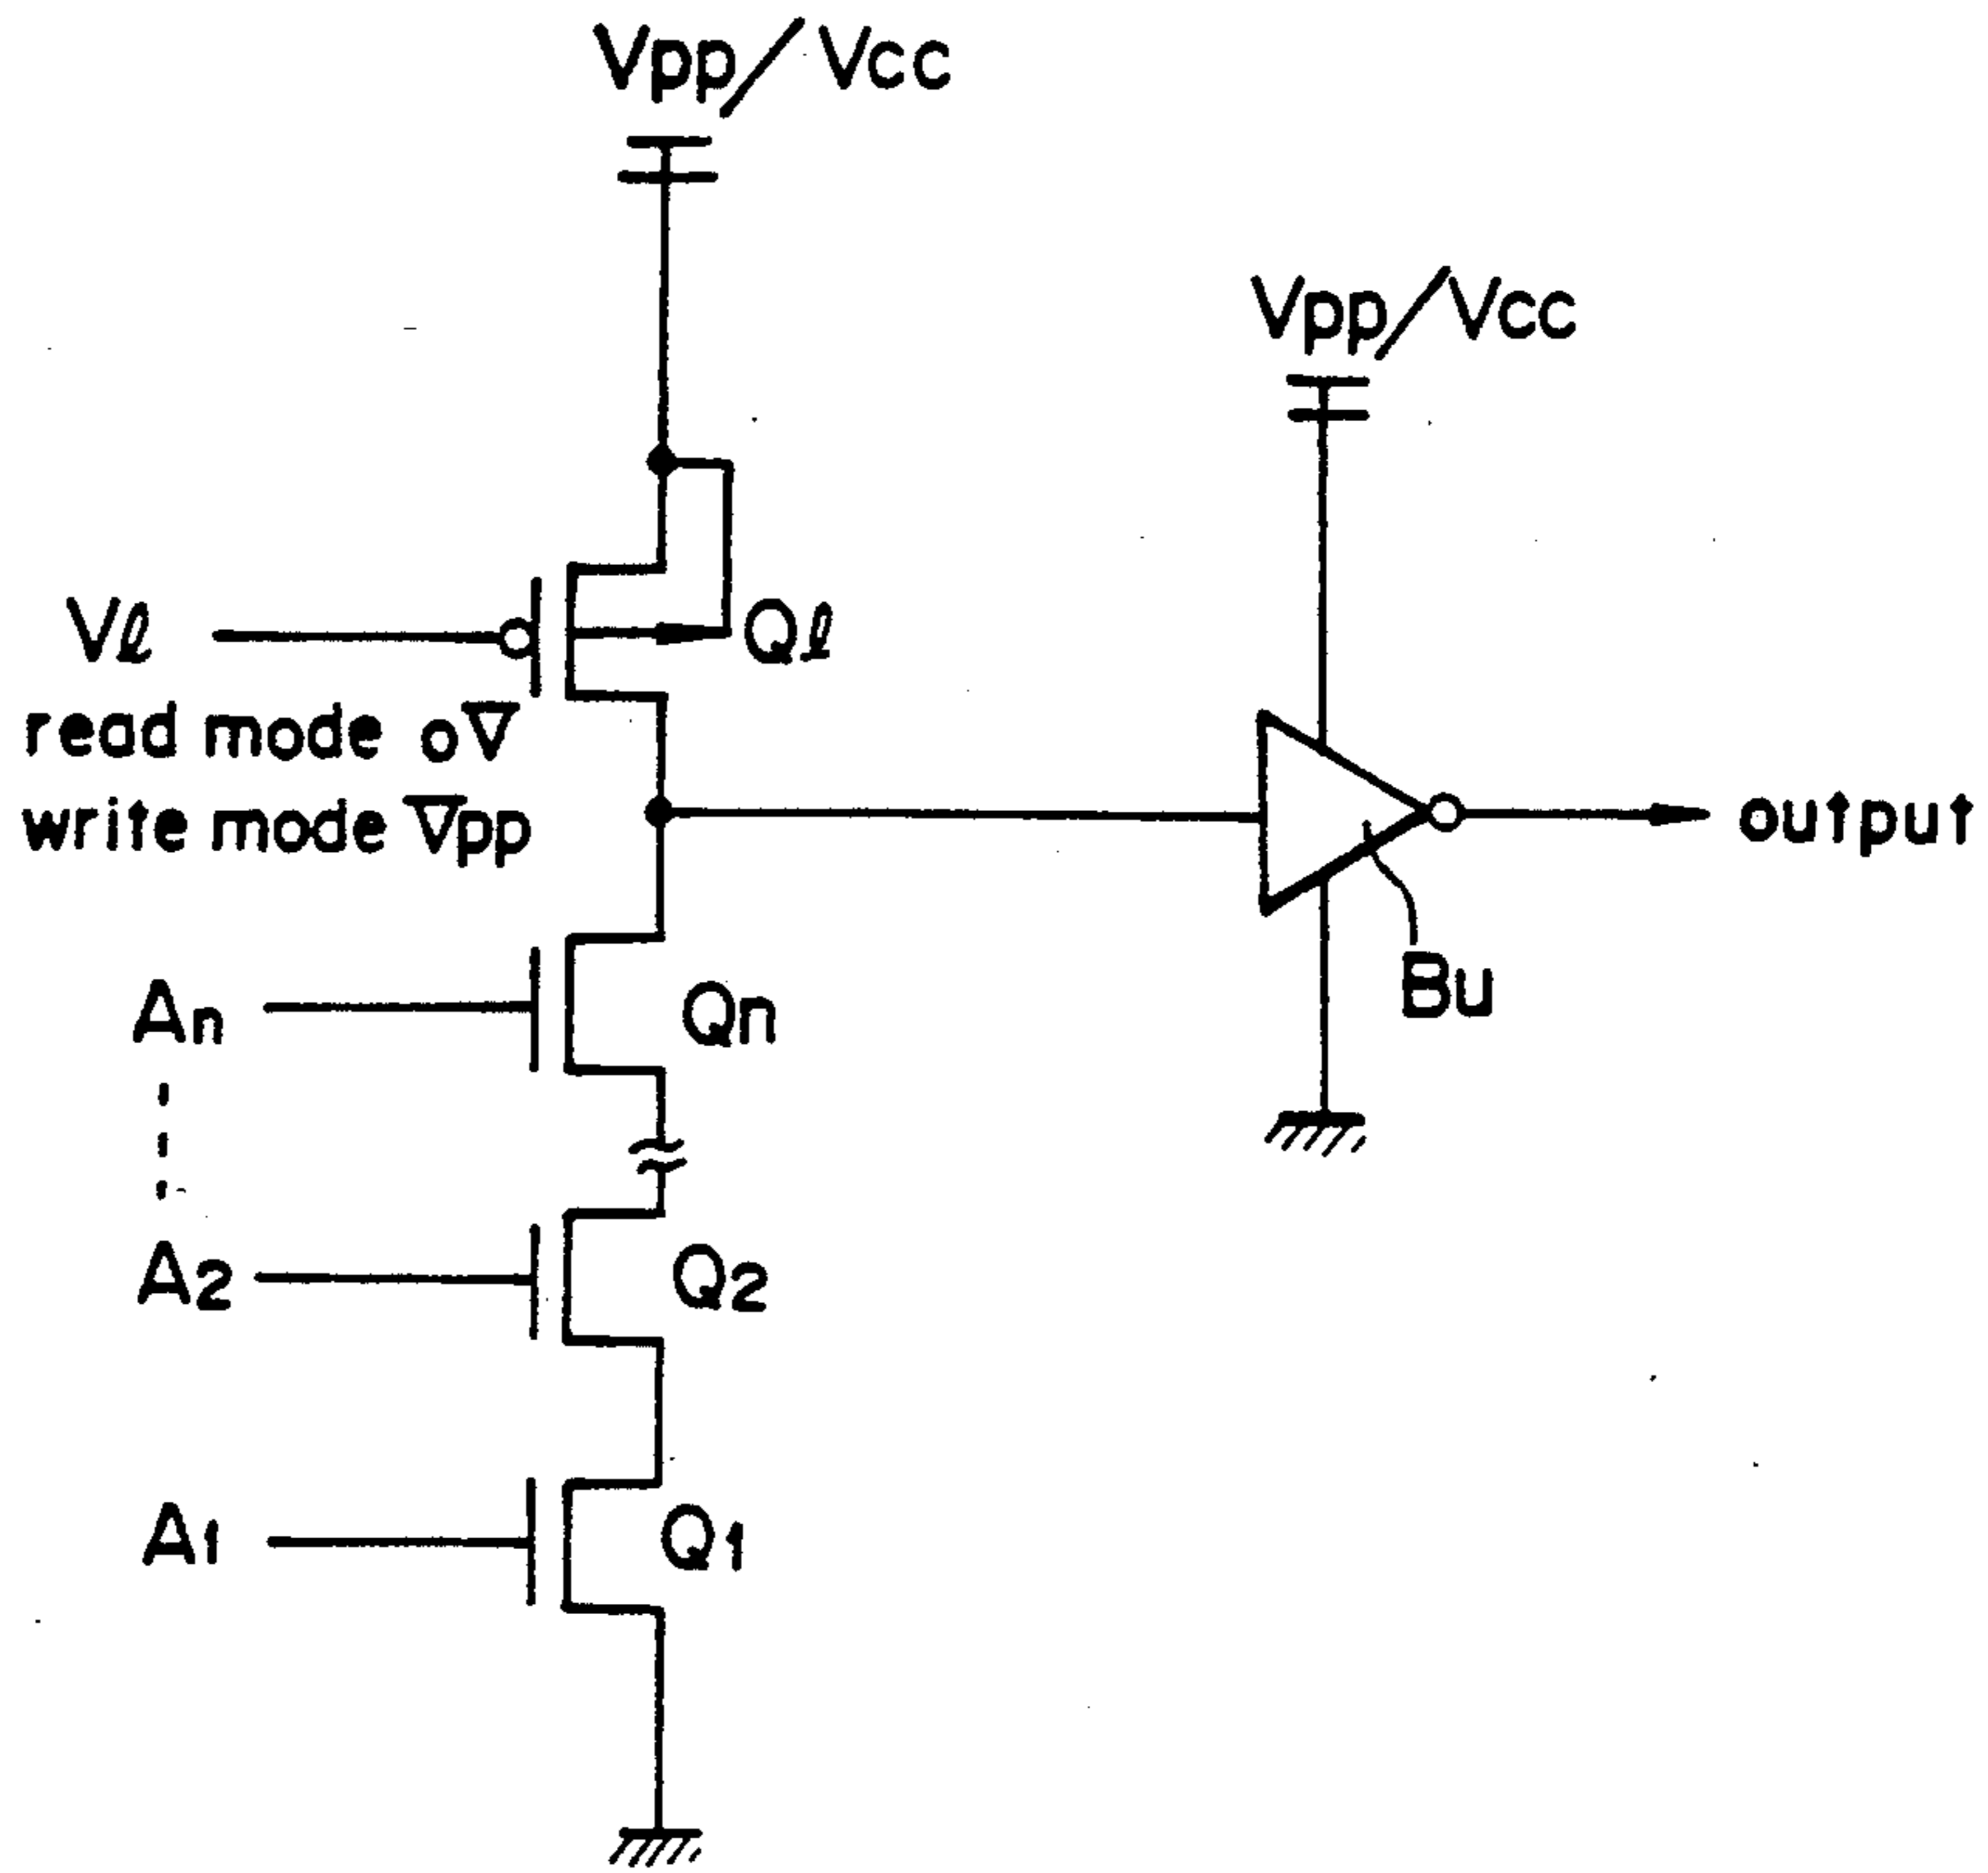 Vpp/Vcc
Vpp/Vcc
Vℓ
Qℓ
read mode oV
write mode Vpp
output
An
Qn
Bu
A2
Q2
A1
Q1